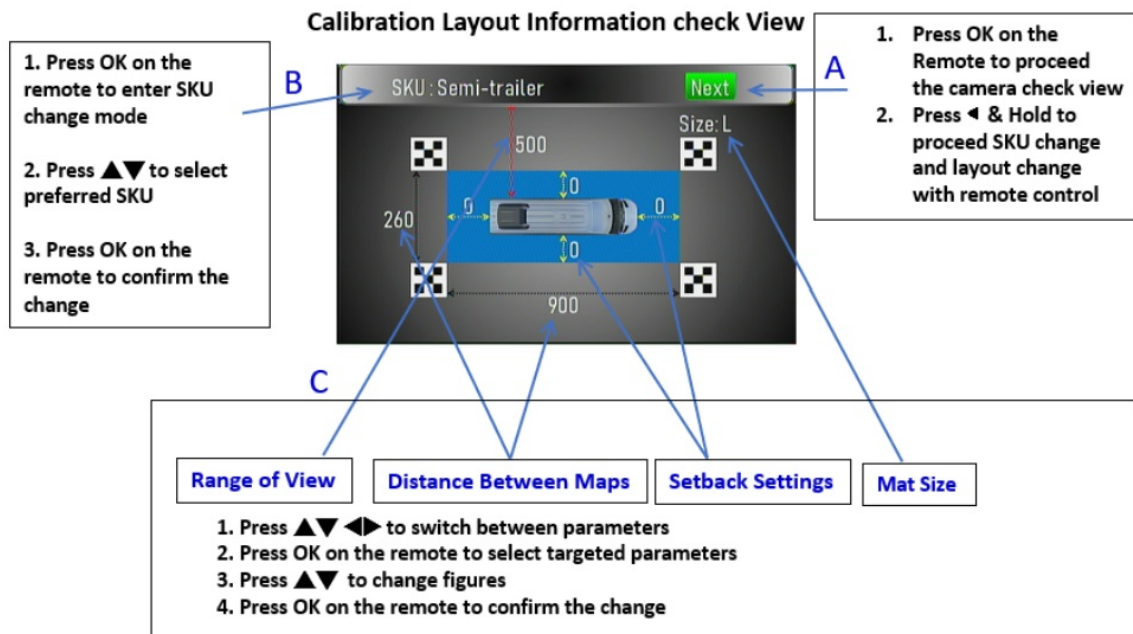 Calibration Layout Information check View
1. Press OK on the
remote to enter SKU
change mode
2. Press ▲▼ to select
preferred SKU
3. Press OK on the
remote to confirm the
change
B
SKU : Semi-trailer
Next
Size: L
500
0
0
0
0
260
900
A
1. Press OK on the
Remote to proceed
the camera check view
2. Press ◀ & Hold to
proceed SKU change
and layout change
with remote control
C
Range of View
Distance Between Maps
Setback Settings
Mat Size
1. Press ▲▼ ◀▶ to switch between parameters
2. Press OK on the remote to select targeted parameters
3. Press ▲▼ to change figures
4. Press OK on the remote to confirm the change